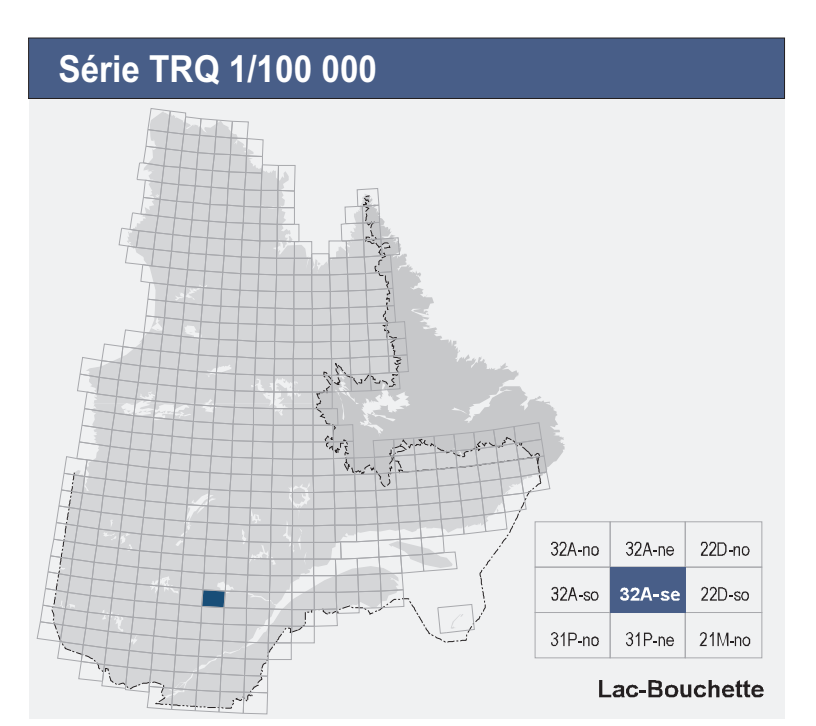 Série TRQ 1/100 000
32A-no 32A-ne 22D-no
32A-so 32A-se 22D-so
31P-no 31P-ne 21M-no
Lac-Bouchette